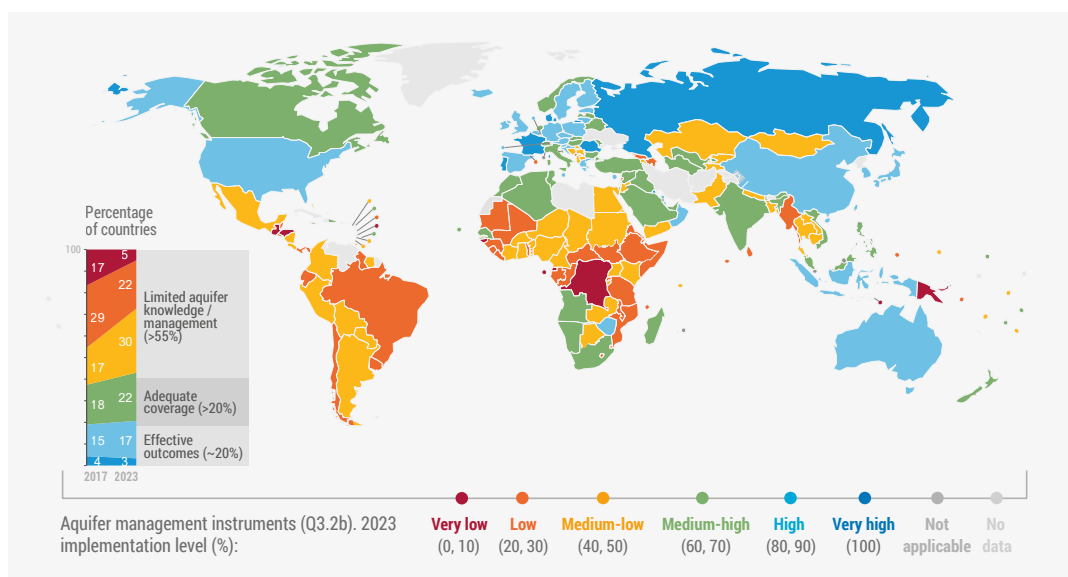 Percentage
of countries
100
5
17
22
29
30
17
18
22
15
17
4
3
Limited aquifer
knowledge /
management
(>55%)
Adequate
coverage (>20%)
Effective
outcomes (~20%)
2017 2023
Aquifer management instruments (Q3.2b). 2023
implementation level (%):
Very low
(0, 10)
Low
(20, 30)
Medium-low
(40, 50)
Medium-high
(60, 70)
High
(80, 90)
Very high
(100)
Not
applicable
No
data